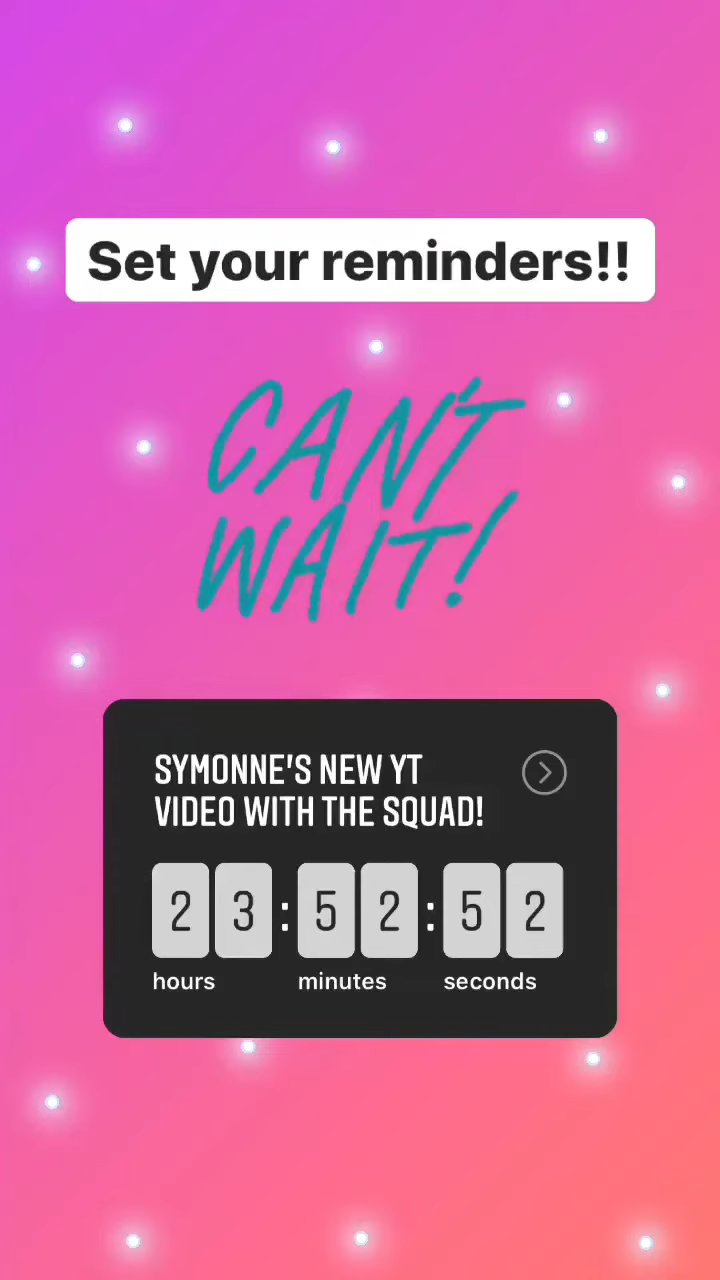 Set your reminders!!
CAN'T
WAIT!
SYMONNE'S NEW YT
VIDEO WITH THE SQUAD!
23:52:52
hours minutes seconds